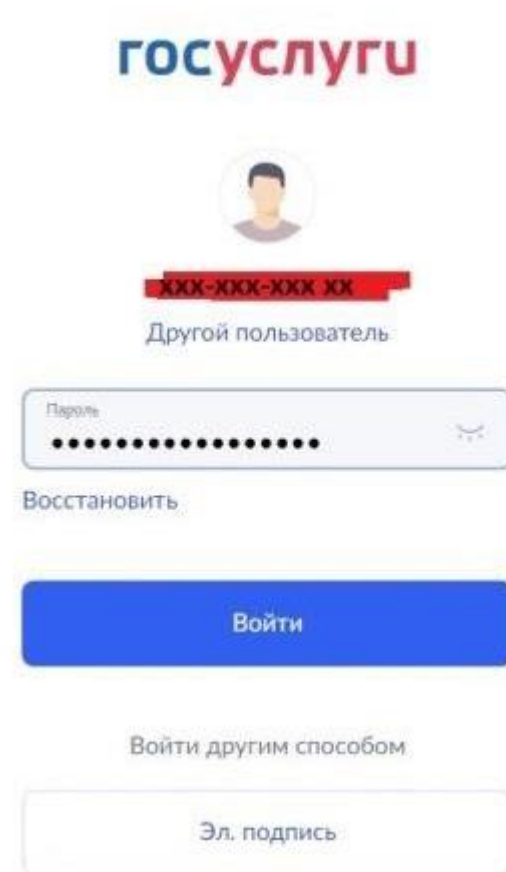 госуслуги
XXX-XXX-XXX XX
Другой пользователь
Пароль
•••••••••••••••••
Восстановить
Войти
Войти другим способом
Эл. подпись